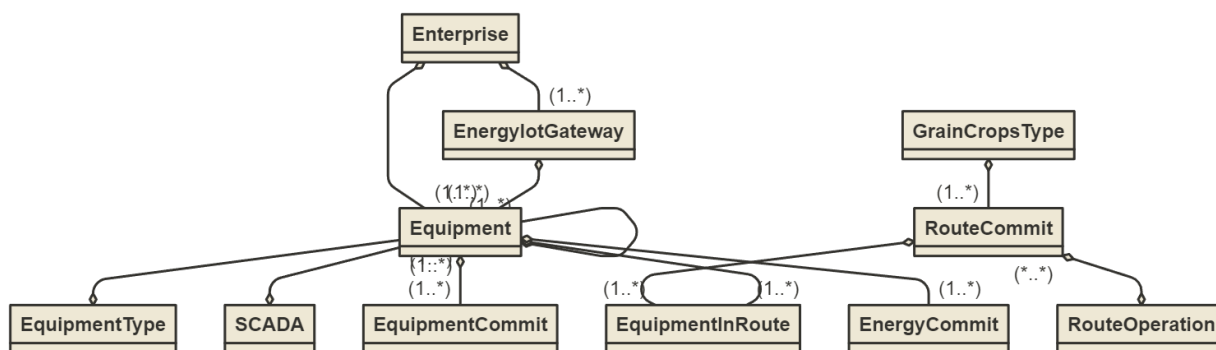 Enterprise
(1..*)
EnergyIotGateway
GrainCropsType
(1..*)
Equipment
RouteCommit
(*..*)
(1..*)
(1..*)
(1..*)
(1..*)
EquipmentType
SCADA
EquipmentCommit
EquipmentInRoute
EnergyCommit
RouteOperation